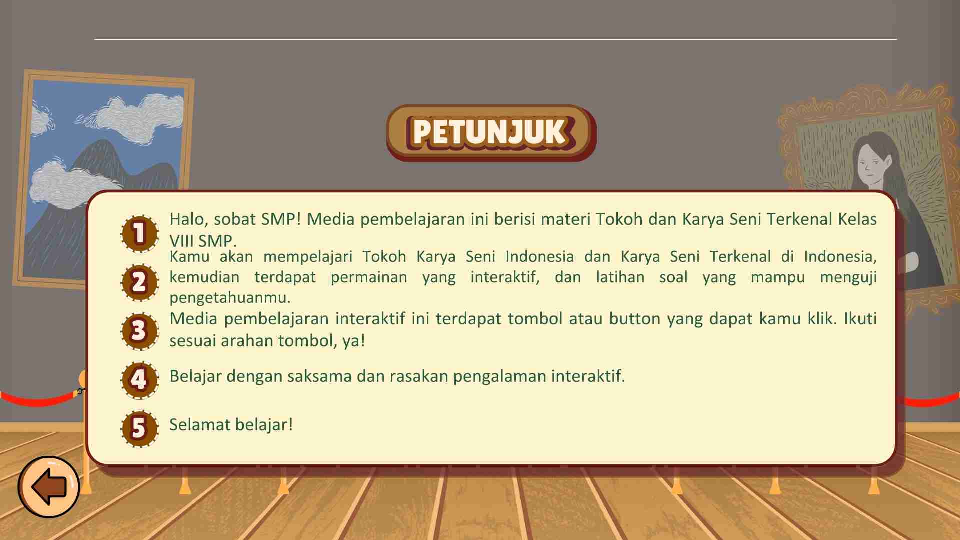 PETUNJUK
1
Halo, sobat SMP! Media pembelajaran ini berisi materi Tokoh dan Karya Seni Terkenal Kelas
VIII SMP.
2
Kamu akan mempelajari Tokoh Karya Seni Indonesia dan Karya Seni Terkenal di Indonesia,
kemudian terdapat permainan yang interaktif, dan latihan soal yang mampu menguji
pengetahuanmu.
3
Media pembelajaran interaktif ini terdapat tombol atau button yang dapat kamu klik. Ikuti
sesuai arahan tombol, ya!
4
Belajar dengan saksama dan rasakan pengalaman interaktif.
5
Selamat belajar!